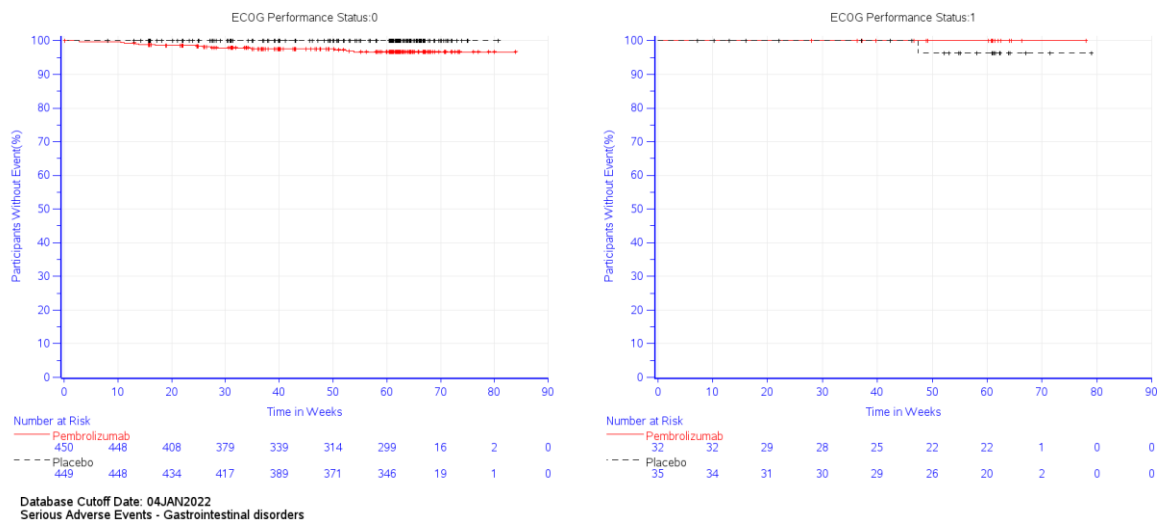 ECOG Performance Status:0
ECOG Performance Status:1
Participants Without Event(%)
100
90
80
70
60
50
40
30
20
10
0
0 10 20 30 40 50 60 70 80 90
Time in Weeks
Number at Risk
Pembrolizumab
450 448 408 379 339 314 299 16 2 0
Placebo
449 448 434 417 389 371 346 19 1 0
Participants Without Event(%)
100
90
80
70
60
50
40
30
20
10
0
0 10 20 30 40 50 60 70 80 90
Time in Weeks
Number at Risk
Pembrolizumab
32 32 29 28 25 22 22 1 0 0
Placebo
35 34 31 30 29 26 20 2 0 0
Database Cutoff Date: 04JAN2022
Serious Adverse Events - Gastrointestinal disorders